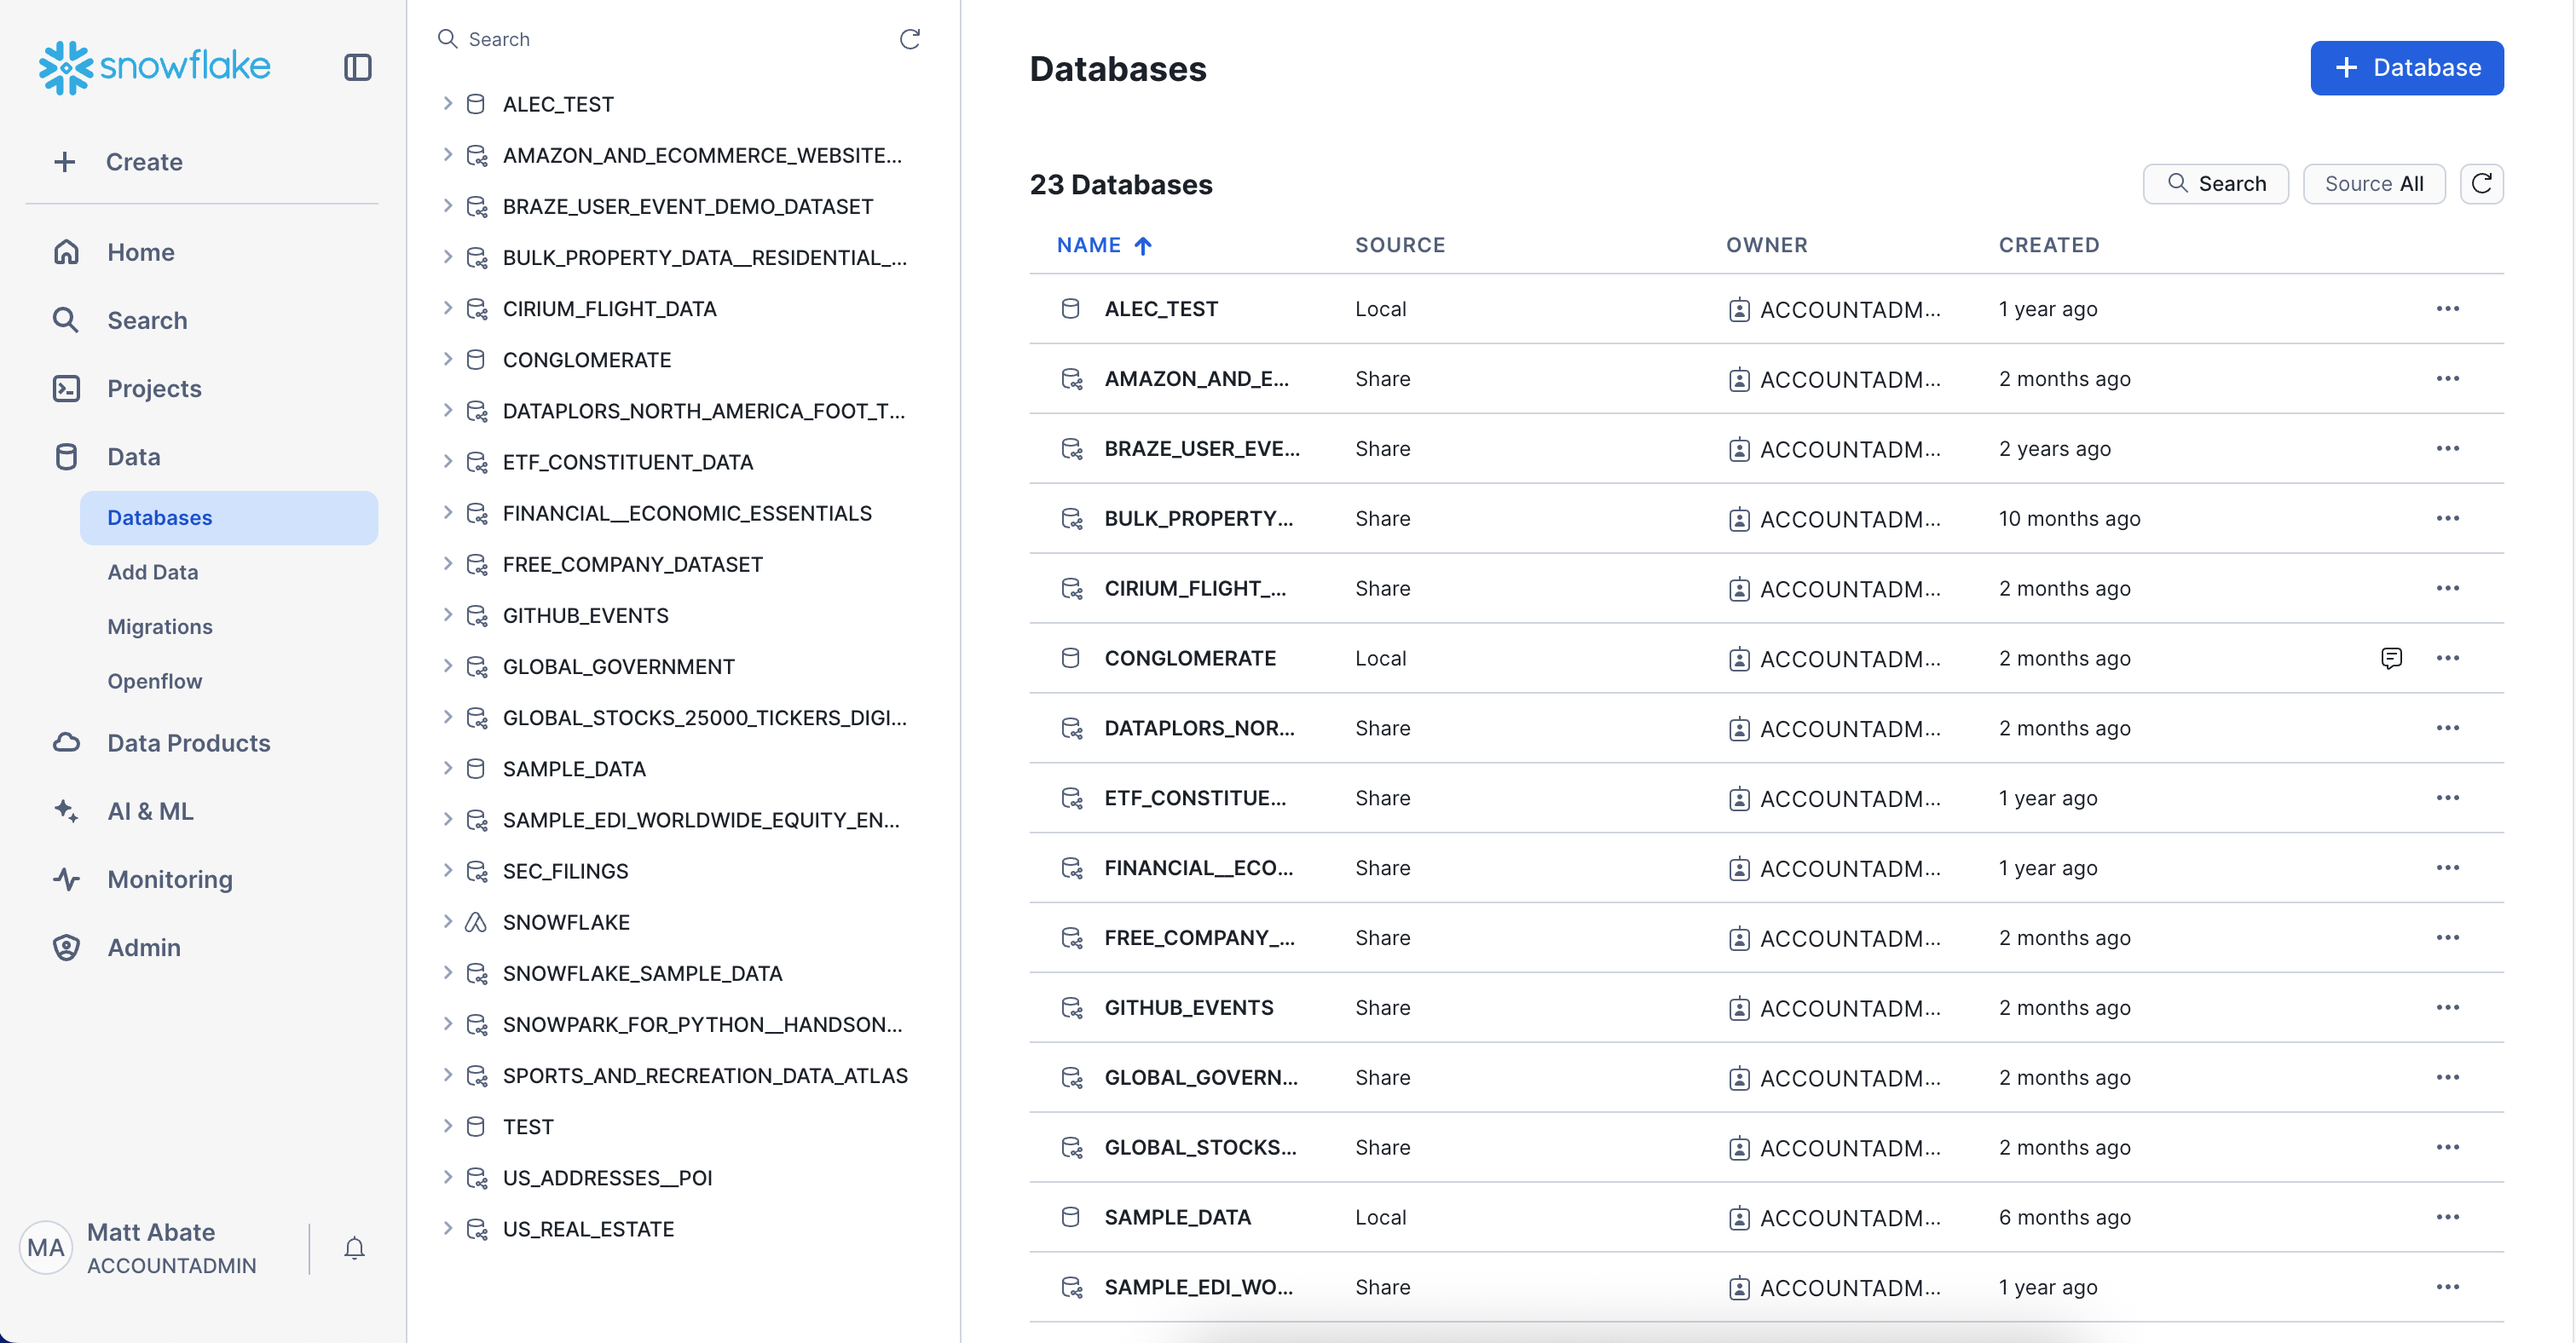 snowflake
Create
Home
Search
Projects
Data
Databases
Add Data
Migrations
Openflow
Data Products
AI & ML
Monitoring
Admin
MA
Matt Abate
ACCOUNTADMIN
Search
ALEC_TEST
AMAZON_AND_ECOMMERCE_WEBSITE...
BRAZE_USER_EVENT_DEMO_DATASET
BULK_PROPERTY_DATA__RESIDENTIAL_...
CIRIUM_FLIGHT_DATA
CONGLOMERATE
DATAPLORS_NORTH_AMERICA_FOOT_T...
ETF_CONSTITUENT_DATA
FINANCIAL__ECONOMIC_ESSENTIALS
FREE_COMPANY_DATASET
GITHUB_EVENTS
GLOBAL_GOVERNMENT
GLOBAL_STOCKS_25000_TICKERS_DIGI...
SAMPLE_DATA
SAMPLE_EDI_WORLDWIDE_EQUITY_EN...
SEC_FILINGS
SNOWFLAKE
SNOWFLAKE_SAMPLE_DATA
SNOWPARK_FOR_PYTHON__HANDSON...
SPORTS_AND_RECREATION_DATA_ATLAS
TEST
US_ADDRESSES__POI
US_REAL_ESTATE
Databases
Database
23 Databases
Search
Source All
NAME SOURCE OWNER CREATED
ALEC_TEST Local ACCOUNTADM... 1 year ago
AMAZON_AND_E... Share ACCOUNTADM... 2 months ago
BRAZE_USER_EVE... Share ACCOUNTADM... 2 years ago
BULK_PROPERTY... Share ACCOUNTADM... 10 months ago
CIRIUM_FLIGHT_... Share ACCOUNTADM... 2 months ago
CONGLOMERATE Local ACCOUNTADM... 2 months ago
DATAPLORS_NOR... Share ACCOUNTADM... 2 months ago
ETF_CONSTITUE... Share ACCOUNTADM... 1 year ago
FINANCIAL__ECO... Share ACCOUNTADM... 1 year ago
FREE_COMPANY_... Share ACCOUNTADM... 2 months ago
GITHUB_EVENTS Share ACCOUNTADM... 2 months ago
GLOBAL_GOVERN... Share ACCOUNTADM... 2 months ago
GLOBAL_STOCKS... Share ACCOUNTADM... 2 months ago
SAMPLE_DATA Local ACCOUNTADM... 6 months ago
SAMPLE_EDI_WO... Share ACCOUNTADM... 1 year ago